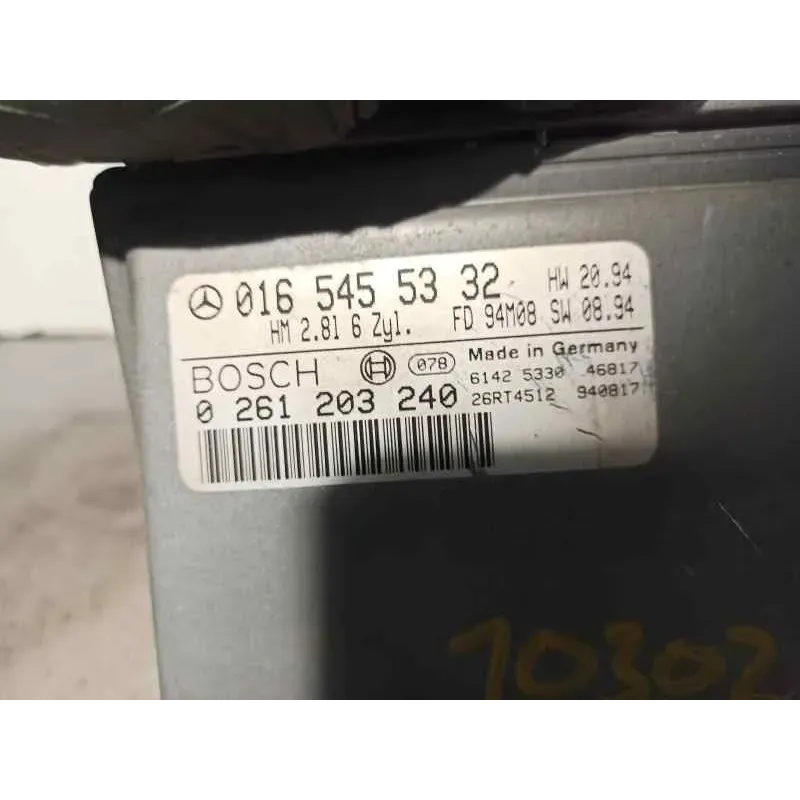 016 545 53 32 HW 20.94
HM 2.8l 6 Zyl. FD 94M08 SW 08.94
BOSCH 078 Made in Germany
6142 5330 46817
0 261 203 240 26RT4512 940817
10302